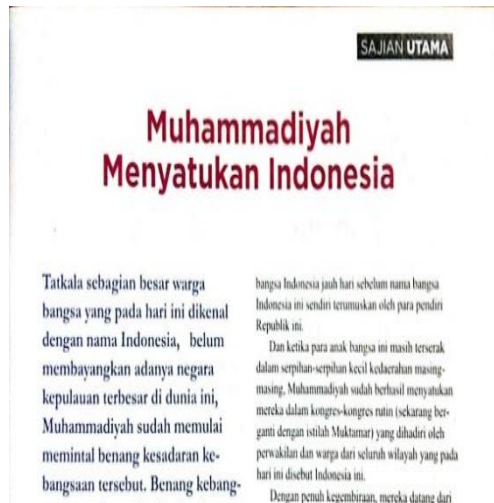 SAJIAN UTAMA
Muhammadiyah
Menyatukan Indonesia
Tatkala sebagian besar warga
bangsa yang pada hari ini dikenal
dengan nama Indonesia, belum
membayangkan adanya negara
kepulauan terbesar di dunia ini,
Muhammadiyah sudah memulai
memintal benang kesadaran ke-
bangsaan tersebut. Benang kebang-
bangsa Indonesia jauh hari sebelum nama bangsa
Indonesia ini sendiri terumuskan oleh para pendiri
Republik ini.
Dan ketika para anak bangsa ini masih terserak
dalam serpihan-serpihan kecil kedaerahan masing-
masing, Muhammadiyah sudah berhasil menyatukan
mereka dalam kongres-kongres rutin (sekarang ber-
ganti dengan istilah Muktamar) yang dihadiri oleh
perwakilan dan warga dari seluruh wilayah yang pada
hari ini disebut Indonesia ini.
Dengan penuh kegembiraan, mereka datang dari